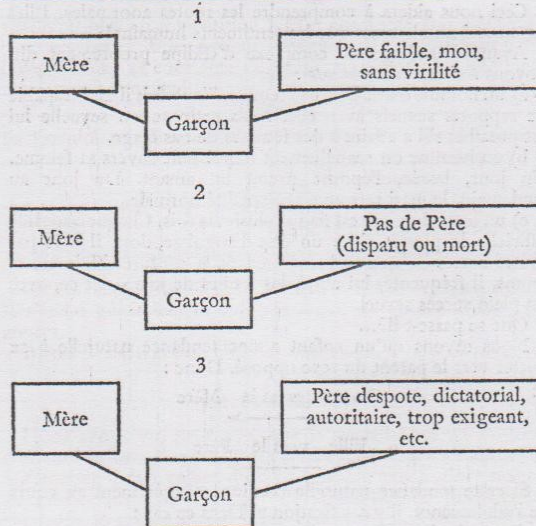 1
Mère
Père faible, mou,
sans virilité
Garçon
2
Mère
Pas de Père
(disparu ou mort)
Garçon
3
Mère
Père despote, dictatorial,
autoritaire, trop exigeant,
etc.
Garçon